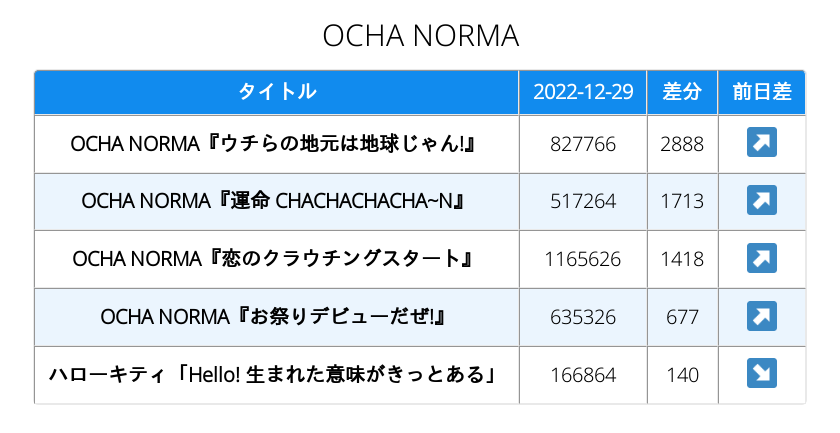 OCHA NORMA
タイトル 2022-12-29 差分 前日差
OCHA NORMA『ウチらの地元は地球じゃん!』 827766 2888 ↗
OCHA NORMA『運命 CHACHACHACHA~N』 517264 1713 ↗
OCHA NORMA『恋のクラウチングスタート』 1165626 1418 ↗
OCHA NORMA『お祭りデビューだぜ!』 635326 677 ↗
ハローキティ「Hello! 生まれた意味がきっとある」 166864 140 ↘